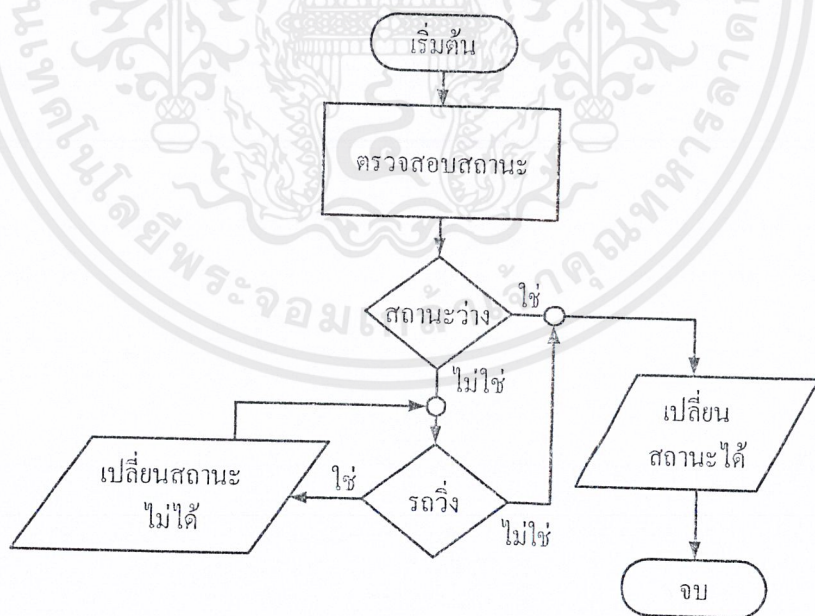 เริ่มต้น
ตรวจสอบสถานะ
สถานะว่าง
ใช่
ไม่ใช่
เปลี่ยน
สถานะได้
เปลี่ยนสถานะ
ไม่ได้
ใช่
รถวิ่ง
ไม่ใช่
จบ